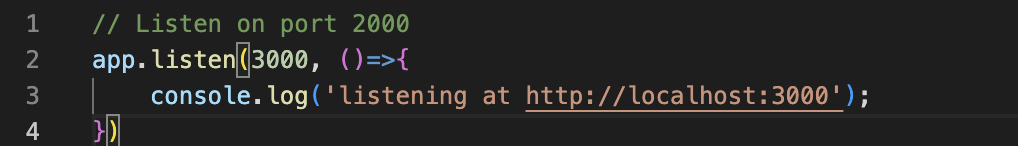 1 // Listen on port 2000
2 app.listen(3000, ()=>{
3 console.log('listening at http://localhost:3000');
4 })